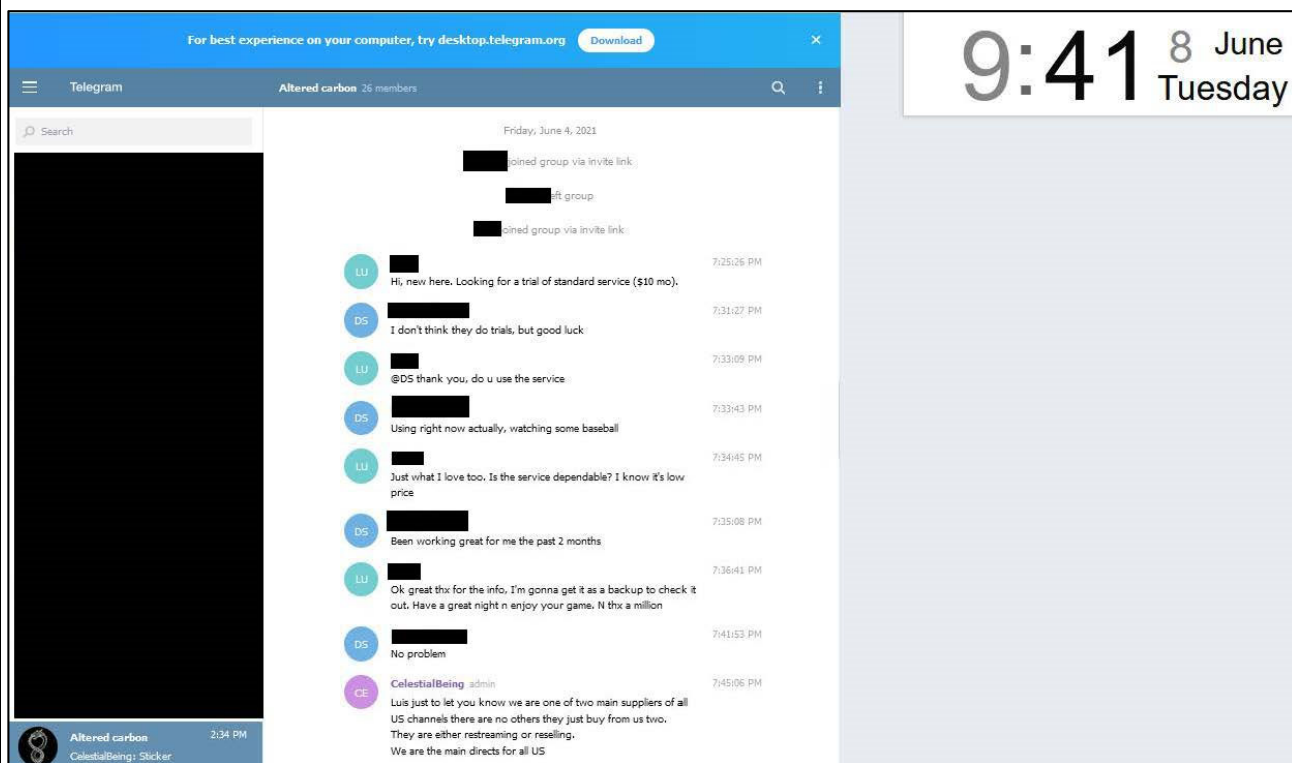 For best experience on your computer, try desktop.telegram.org Download
9:41 8 June
Tuesday
Telegram
Altered carbon 26 members
Search
Friday, June 4, 2021
joined group via invite link
eft group
oined group via invite link
LU
7:25:26 PM
Hi, new here. Looking for a trial of standard service ($10 mo).
DS
7:31:27 PM
I don't think they do trials, but good luck
LU
7:33:09 PM
@DS thank you, do u use the service
DS
7:33:43 PM
Using right now actually, watching some baseball
LU
7:34:45 PM
Just what I love too. Is the service dependable? I know it's low
price
DS
7:35:08 PM
Been working great for me the past 2 months
LU
7:36:41 PM
Ok great thx for the info, I'm gonna get it as a backup to check it
out. Have a great night n enjoy your game. N thx a million
DS
7:41:53 PM
No problem
CE
CelestialBeing admin 7:45:06 PM
Luis just to let you know we are one of two main suppliers of all
US channels there are no others they just buy from us two.
They are either restreaming or reselling.
We are the main directs for all US
Altered carbon 2:34 PM
CelestialBeing: Sticker